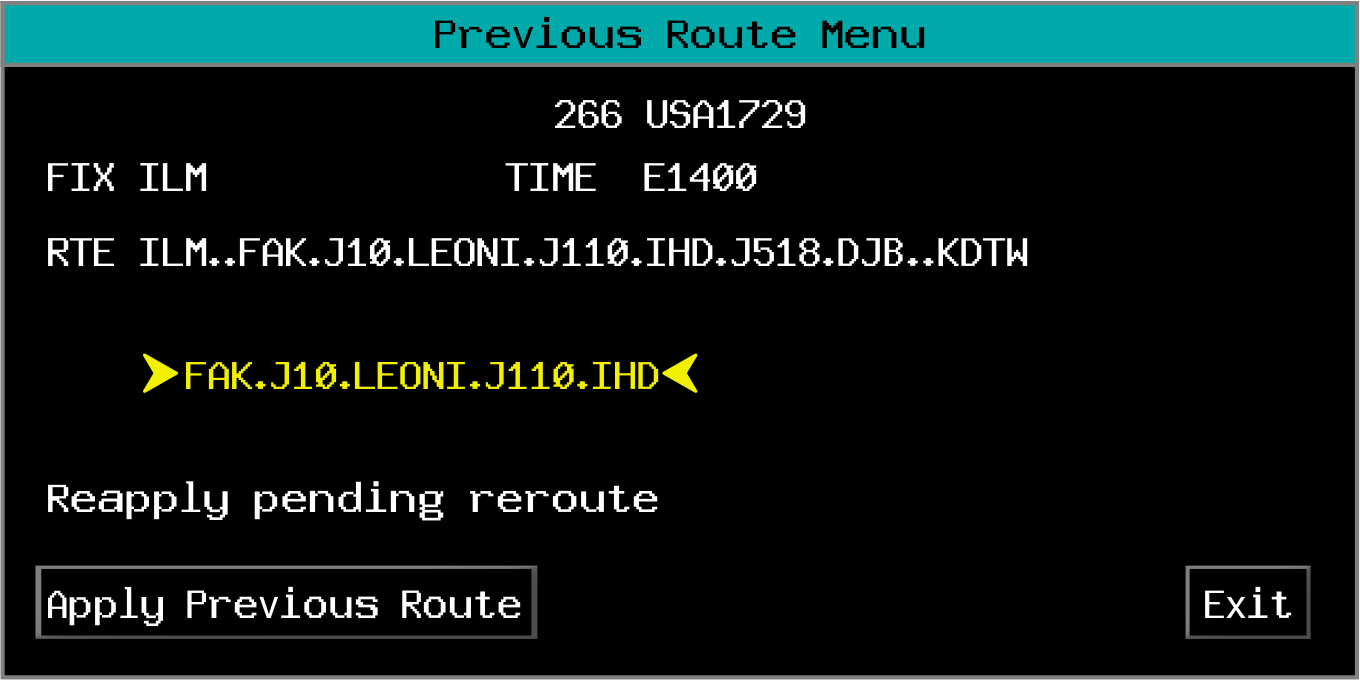 Previous Route Menu
266 USA1729
FIX ILM TIME E1400
RTE ILM..FAK.J10.LEONI.J110.IHD.J518.DJB..KDTW
➤FAK.J10.LEONI.J110.IHD⮜
Reapply pending reroute
Apply Previous Route Exit